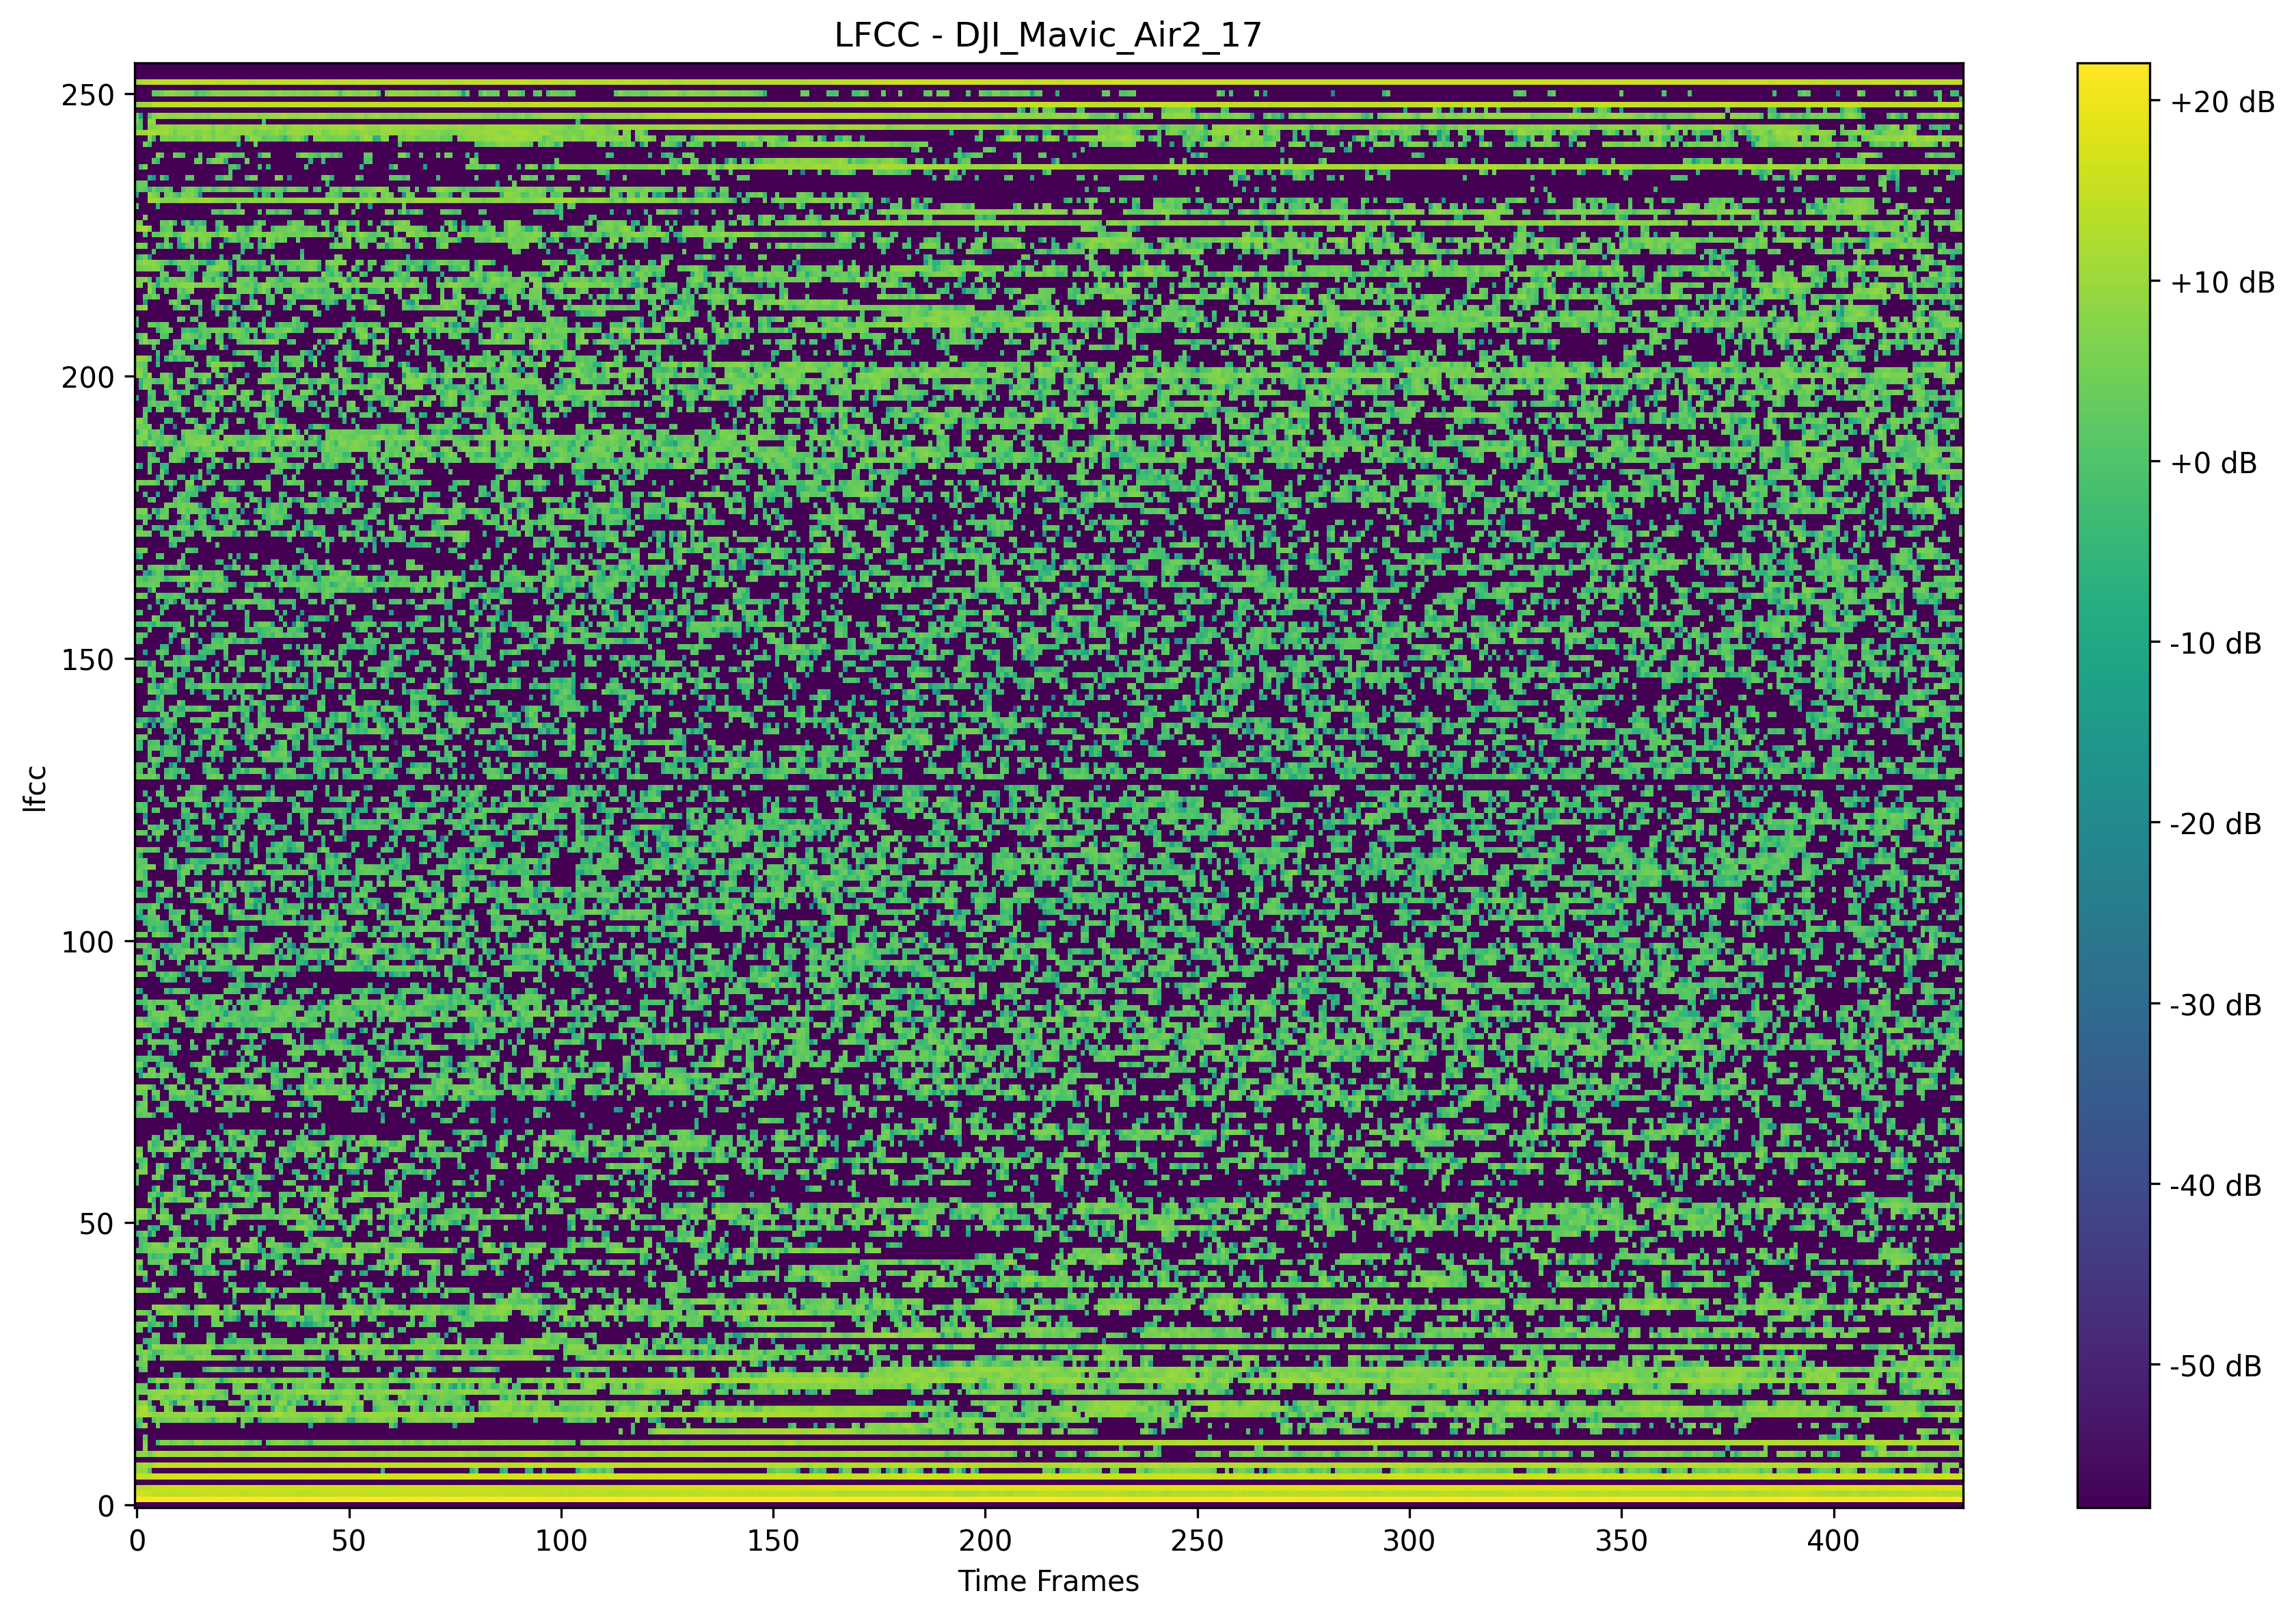 LFCC - DJI_Mavic_Air2_17
250
200
150
100
50
0
lfcc
0 50 100 150 200 250 300 350 400
Time Frames
+20 dB
+10 dB
+0 dB
-10 dB
-20 dB
-30 dB
-40 dB
-50 dB